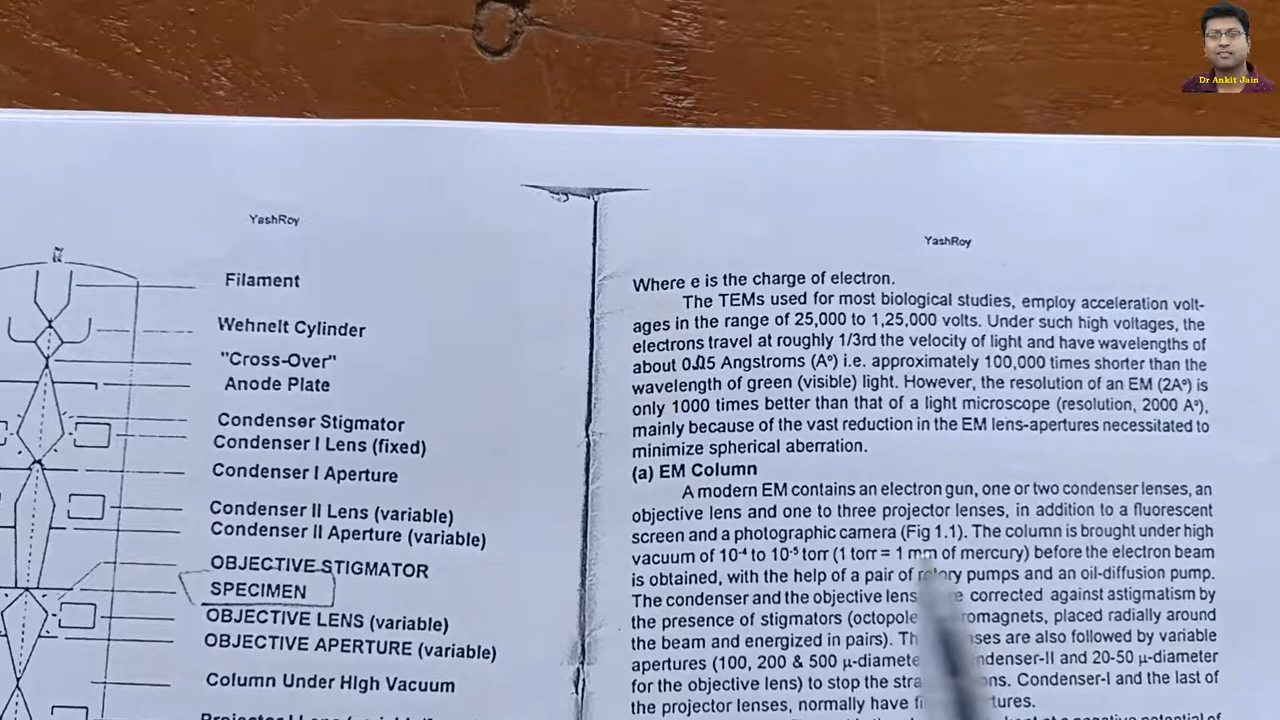 Dr Ankit Jain
YashRoy
Filament
Wehnelt Cylinder
"Cross-Over"
Anode Plate
Condenser Stigmator
Condenser I Lens (fixed)
Condenser I Aperture
Condenser II Lens (variable)
Condenser II Aperture (variable)
OBJECTIVE STIGMATOR
SPECIMEN
OBJECTIVE LENS (variable)
OBJECTIVE APERTURE (variable)
Column Under High Vacuum
Projector I Lens
YashRoy
Where e is the charge of electron.
The TEMs used for most biological studies, employ acceleration volt-
ages in the range of 25,000 to 1,25,000 volts. Under such high voltages, the
electrons travel at roughly 1/3rd the velocity of light and have wavelengths of
about Angstroms (A°) i.e. approximately 100,000 times shorter than the
wavelength of green (visible) light. However, the resolution of an EM (2A°) is
only 1000 times better than that of a light microscope (resolution, 2000 A°),
mainly because of the vast reduction in the EM lens-apertures necessitated to
minimize spherical aberration.
(a) EM Column
A modern EM contains an electron gun, one or two condenser lenses, an
objective lens and one to three projector lenses, in addition to a fluorescent
screen and a photographic camera (Fig 1.1). The column is brought under high
vacuum of 10⁻⁴ to 10⁻⁵ torr (1 torr = 1 mm of mercury) before the electron beam
is obtained, with the help of a pair of rotary pumps and an oil-diffusion pump.
The condenser and the objective lens corrected against astigmatism by
the presence of stigmators (octopole romagnets, placed radially around
the beam and energized in pairs). Th ses are also followed by variable
apertures (100, 200 & 500 μ-diamete ndenser-II and 20-50 μ-diameter
for the objective lens) to stop the stra ons. Condenser-I and the last of
the projector lenses, normally have fi tures.